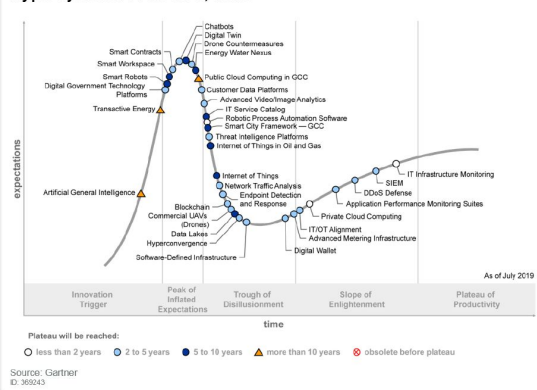 Chatbots
Digital Twin
Drone Countermeasures
Energy Water Nexus
Smart Contracts
Smart Workspace
Smart Robots
Digital Government Technology
Platforms
Transactive Energy
Public Cloud Computing in GCC
Customer Data Platforms
Advanced Video/Image Analytics
IT Service Catalog
Robotic Process Automation Software
Smart City Framework — GCC
Threat Intelligence Platforms
Internet of Things in Oil and Gas
Artificial General Intelligence
Internet of Things
Network Traffic Analysis
Endpoint Detection
and Response
Blockchain
Commercial UAVs
(Drones)
Data Lakes
Hyperconvergence
Software-Defined Infrastructure
IT Infrastructure Monitoring
SIEM
DDoS Defense
Application Performance Monitoring Suites
Private Cloud Computing
IT/OT Alignment
Advanced Metering Infrastructure
Digital Wallet
expectations
As of July 2019
Innovation
Trigger
Peak of
Inflated
Expectations
Trough of
Disillusionment
Slope of
Enlightenment
Plateau of
Productivity
time
Plateau will be reached:
less than 2 years
2 to 5 years
5 to 10 years
more than 10 years
obsolete before plateau
Source: Gartner
ID: 369243